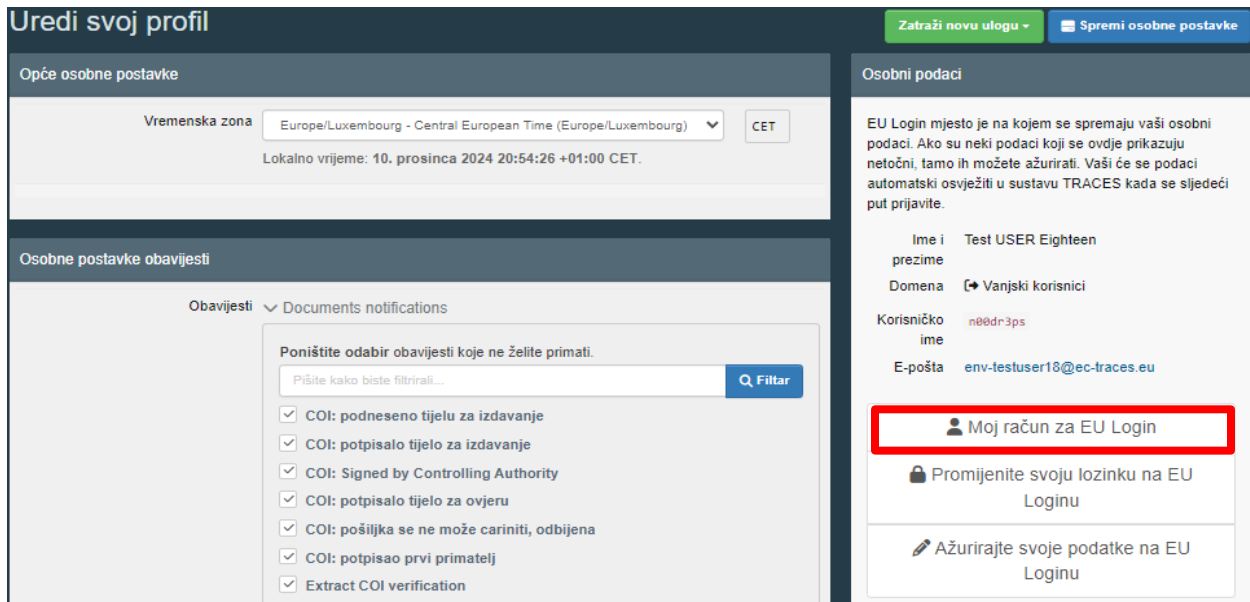 Uredi svoj profil
Zatraži novu ulogu
Spremi osobne postavke
Opće osobne postavke
Vremenska zona
Europe/Luxembourg - Central European Time (Europe/Luxembourg)
CET
Lokalno vrijeme: 10. prosinca 2024 20:54:26 +01:00 CET.
Osobne postavke obavijesti
Obavijesti
Documents notifications
Poništite odabir obavijesti koje ne želite primati.
Pišite kako biste filtrirali...
Filtar
COI: podneseno tijelu za izdavanje
COI: potpisalo tijelo za izdavanje
COI: Signed by Controlling Authority
COI: potpisalo tijelo za ovjeru
COI: pošiljka se ne može cariniti, odbijena
COI: potpisao prvi primatelj
Extract COI verification
Osobni podaci
EU Login mjesto je na kojem se spremaju vaši osobni
podaci. Ako su neki podaci koji se ovdje prikazuju
netočni, tamo ih možete ažurirati. Vaši će se podaci
automatski osvježiti u sustavu TRACES kada se sljedeći
put prijavite.
Ime i
prezime
Test USER Eighteen
Domena
Vanjski korisnici
Korisničko
ime
n00dr3ps
E-pošta
env-testuser18@ec-traces.eu
Moj račun za EU Login
Promijenite svoju lozinku na EU
Loginu
Ažurirajte svoje podatke na EU
Loginu